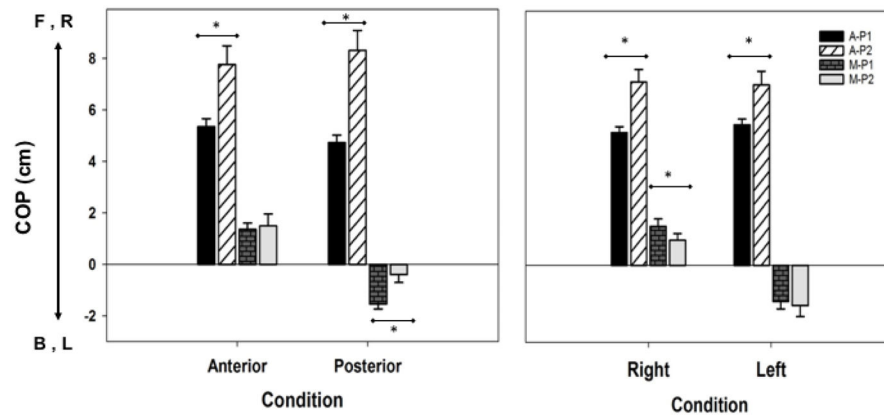 F , R
COP (cm)
B , L
8
6
4
2
0
-2
*
*
*
Anterior
Posterior
Condition
*
*
*
Right
Left
Condition
A-P1
A-P2
M-P1
M-P2